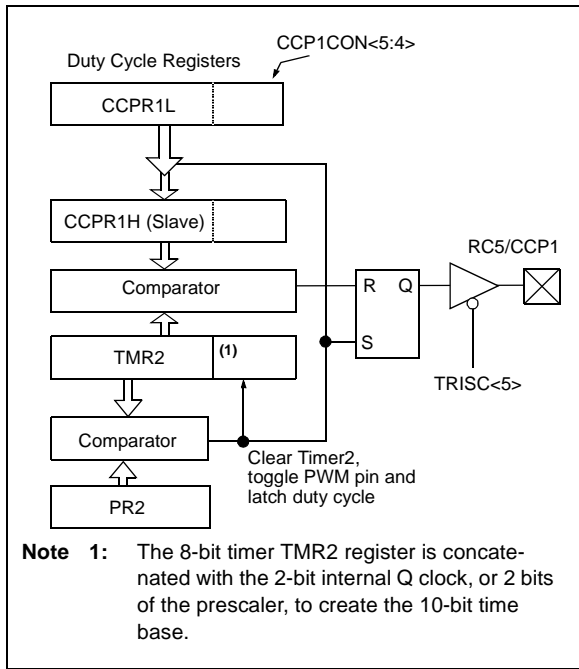 CCP1CON<5:4>
Duty Cycle Registers
CCPR1L
CCPR1H (Slave)
RC5/CCP1
Comparator
R Q
TMR2 (1)
S
TRISC<5>
Comparator
Clear Timer2,
toggle PWM pin and
latch duty cycle
PR2
Note 1: The 8-bit timer TMR2 register is concate-
nated with the 2-bit internal Q clock, or 2 bits
of the prescaler, to create the 10-bit time
base.